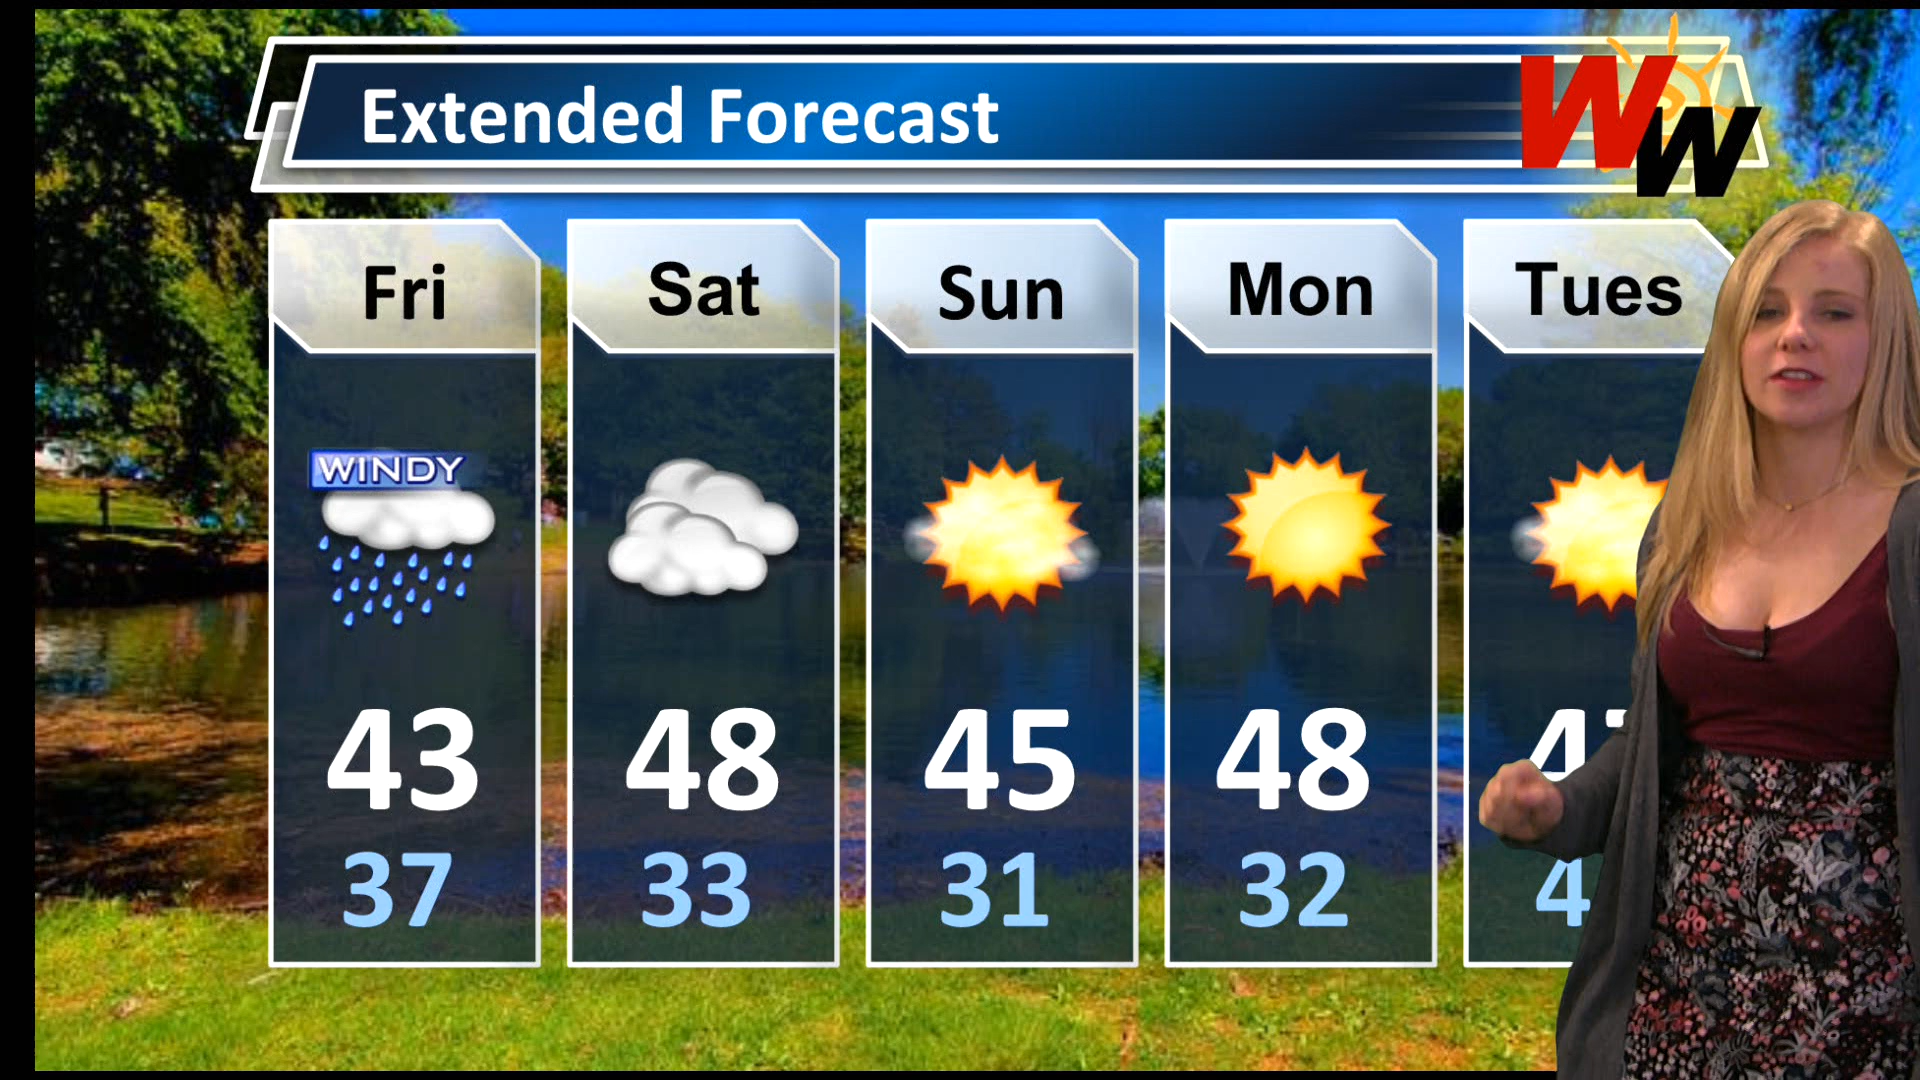 Extended Forecast
WW
Fri
Sat
Sun
Mon
Tues
WINDY
43
48
45
48
37
33
31
32